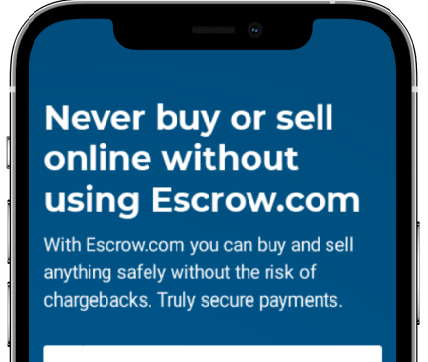 Never buy or sell
online without
using Escrow.com
With Escrow.com you can buy and sell
anything safely without the risk of
chargebacks. Truly secure payments.